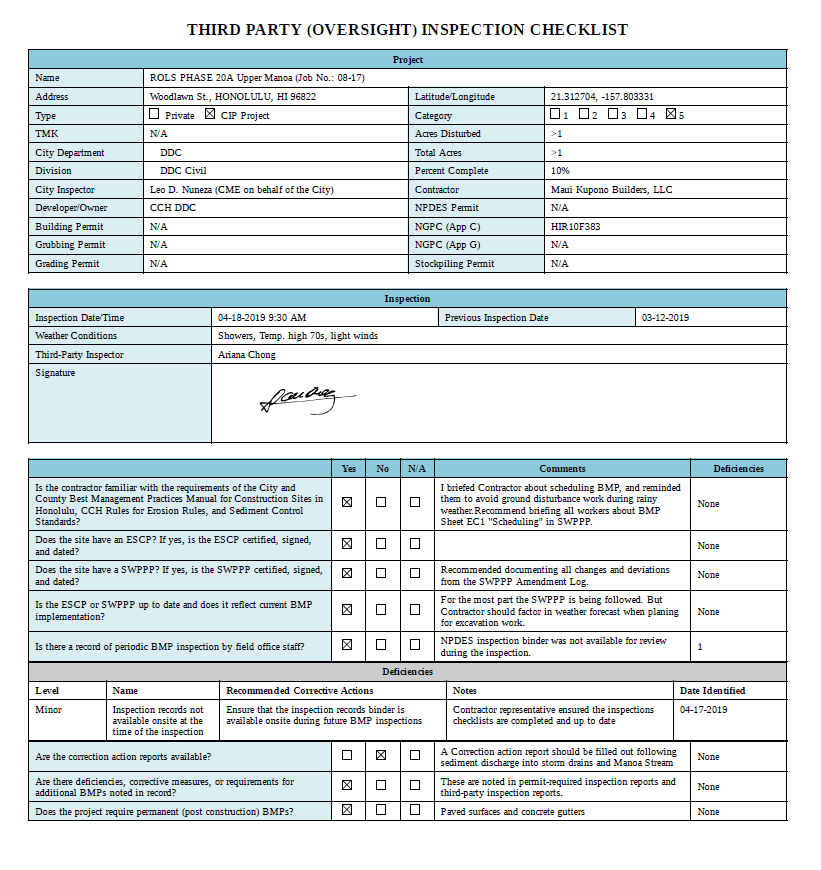 THIRD PARTY (OVERSIGHT) INSPECTION CHECKLIST
Project
Name ROLS PHASE 20A Upper Manoa (Job No.: 08-17)
Address Woodlawn St., HONOLULU, HI 96822 Latitude/Longitude 21.312704, -157.803331
Type ☐ Private ☒ CIP Project Category ☐ 1 ☐ 2 ☐ 3 ☐ 4 ☒ 5
TMK N/A Acres Disturbed >1
City Department DDC Total Acres >1
Division DDC Civil Percent Complete 10%
City Inspector Leo D. Nuneza (CME on behalf of the City) Contractor Maui Kupono Builders, LLC
Developer/Owner CCH DDC NPDES Permit N/A
Building Permit N/A NGPC (App C) HIR10F383
Grubbing Permit N/A NGPC (App G) N/A
Grading Permit N/A Stockpiling Permit N/A
Inspection
Inspection Date/Time 04-18-2019 9:30 AM Previous Inspection Date 03-12-2019
Weather Conditions Showers, Temp. high 70s, light winds
Third-Party Inspector Ariana Chong
Signature
Yes No N/A Comments Deficiencies
Is the contractor familiar with the requirements of the City and
County Best Management Practices Manual for Construction Sites in
Honolulu, CCH Rules for Erosion Rules, and Sediment Control
Standards?
☒ ☐ ☐
I briefed Contractor about scheduling BMP, and reminded
them to avoid ground disturbance work during rainy
weather.Recommend briefing all workers about BMP
Sheet EC1 "Scheduling" in SWPPP.
None
Does the site have an ESCP? If yes, is the ESCP certified, signed,
and dated?
☒ ☐ ☐
None
Does the site have a SWPPP? If yes, is the SWPPP certified, signed,
and dated?
☒ ☐ ☐
Recommended documenting all changes and deviations
from the SWPPP Amendment Log.
None
Is the ESCP or SWPPP up to date and does it reflect current BMP
implementation?
☒ ☐ ☐
For the most part the SWPPP is being followed. But
Contractor should factor in weather forecast when planing
for excavation work.
None
Is there a record of periodic BMP inspection by field office staff?
☒ ☐ ☐
NPDES inspection binder was not available for review
during the inspection.
1
Deficiencies
Level Name Recommended Corrective Actions Notes Date Identified
Minor
Inspection records not
available onsite at the
time of the inspection
Ensure that the inspection records binder is
available onsite during future BMP inspections
Contractor representative ensured the inspections
checklists are completed and up to date
04-17-2019
Are the correction action reports available?
☐ ☒ ☐
A Correction action report should be filled out following
sediment discharge into storm drains and Manoa Stream
None
Are there deficiencies, corrective measures, or requirements for
additional BMPs noted in record?
☒ ☐ ☐
These are noted in permit-required inspection reports and
third-party inspection reports.
None
Does the project require permanent (post construction) BMPs?
☒ ☐ ☐
Paved surfaces and concrete gutters
None